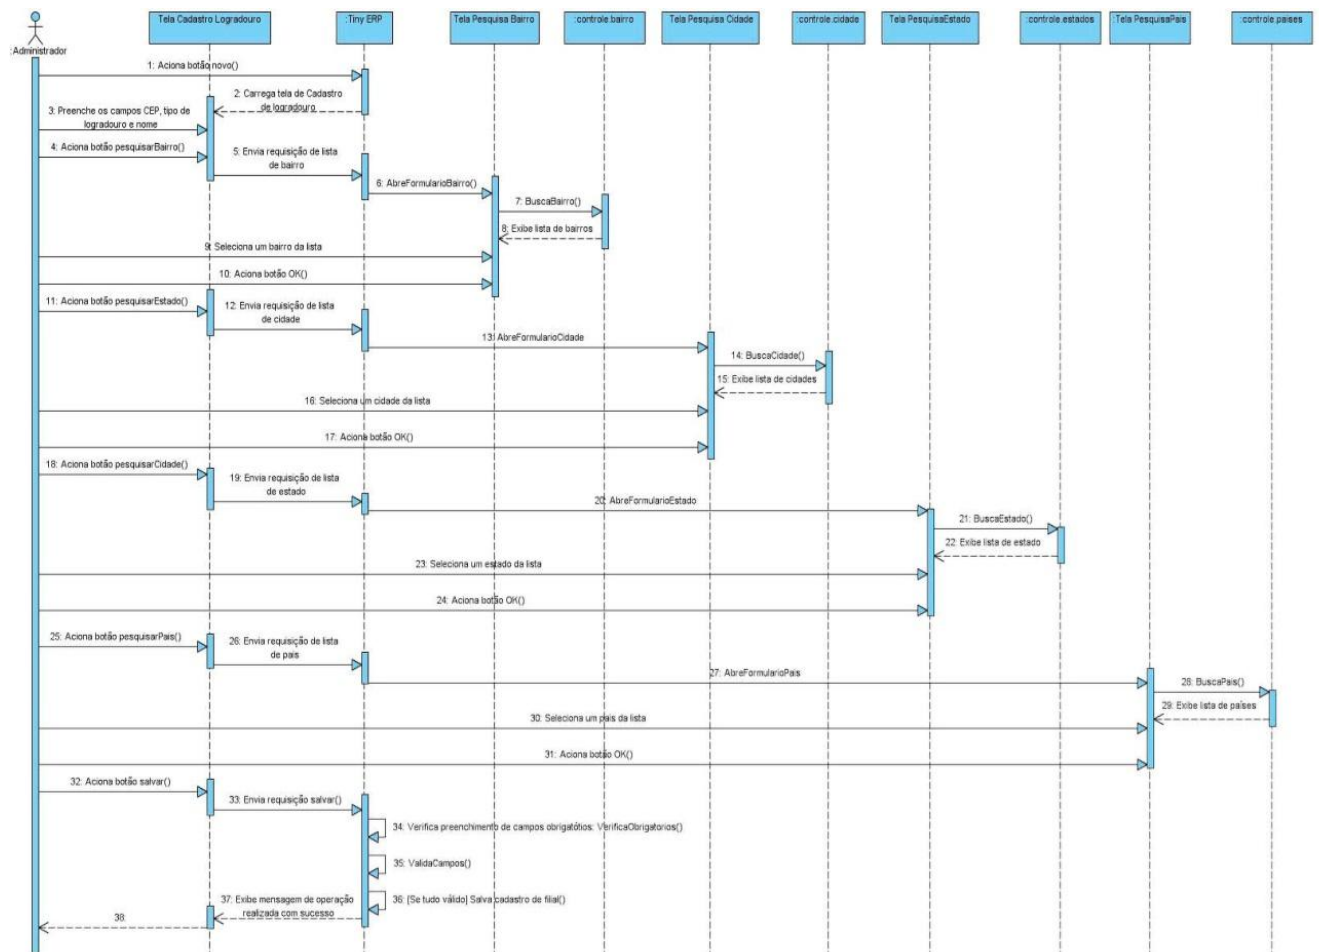 Tela Cadastro Logradouro
:Tiny ERP
Tela Pesquisa Bairro
:controle.bairro
Tela Pesquisa Cidade
:controle.cidade
Tela PesquisaEstado
:controle.estados
:Tela PesquisaPais
:controle.paises
:Administrador
1: Aciona botão novo()
2: Carrega tela de Cadastro
de logradouro
3: Preenche os campos CEP, tipo de
logradouro e nome
4: Aciona botão pesquisarBairro()
5: Envia requisição de lista
de bairro
6: AbreFormularioBairro()
7: BuscaBairro()
8: Exibe lista de bairros
9: Seleciona um bairro da lista
10: Aciona botão OK()
11: Aciona botão pesquisarEstado()
12: Envia requisição de lista
de cidade
13: AbreFormularioCidade
14: BuscaCidade()
15: Exibe lista de cidades
16: Seleciona um cidade da lista
17: Aciona botão OK()
18: Aciona botão pesquisarCidade()
19: Envia requisição de lista
de estado
20: AbreFormularioEstado
21: BuscaEstado()
22: Exibe lista de estado
23: Seleciona um estado da lista
24: Aciona botão OK()
25: Aciona botão pesquisarPais()
26: Envia requisição de lista
de pais
27: AbreFormularioPais
28: BuscaPais()
29: Exibe lista de países
30: Seleciona um pais da lista
31: Aciona botão OK()
32: Aciona botão salvar()
33: Envia requisição salvar()
34: Verifica preenchimento de campos obrigatótios: VerificaObrigatorios()
35: ValidaCampos()
36: [Se tudo válido] Salva cadastro de filial()
37: Exibe mensagem de operação
realizada com sucesso
38: